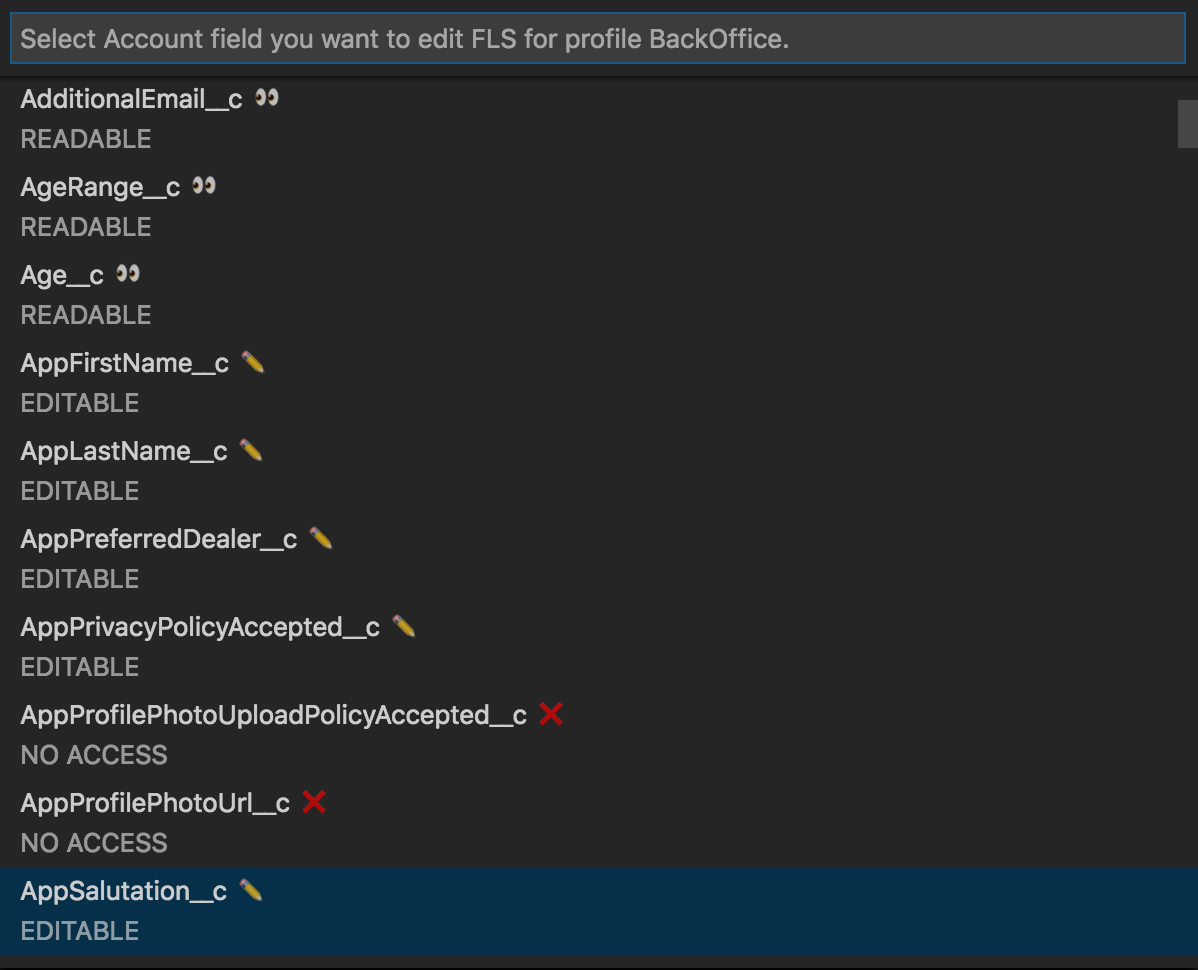 Select Account field you want to edit FLS for profile BackOffice.
AdditionalEmail__c 👀
READABLE
AgeRange__c 👀
READABLE
Age__c 👀
READABLE
AppFirstName__c ✏️
EDITABLE
AppLastName__c ✏️
EDITABLE
AppPreferredDealer__c ✏️
EDITABLE
AppPrivacyPolicyAccepted__c ✏️
EDITABLE
AppProfilePhotoUploadPolicyAccepted__c ❌
NO ACCESS
AppProfilePhotoUrl__c ❌
NO ACCESS
AppSalutation__c ✏️
EDITABLE